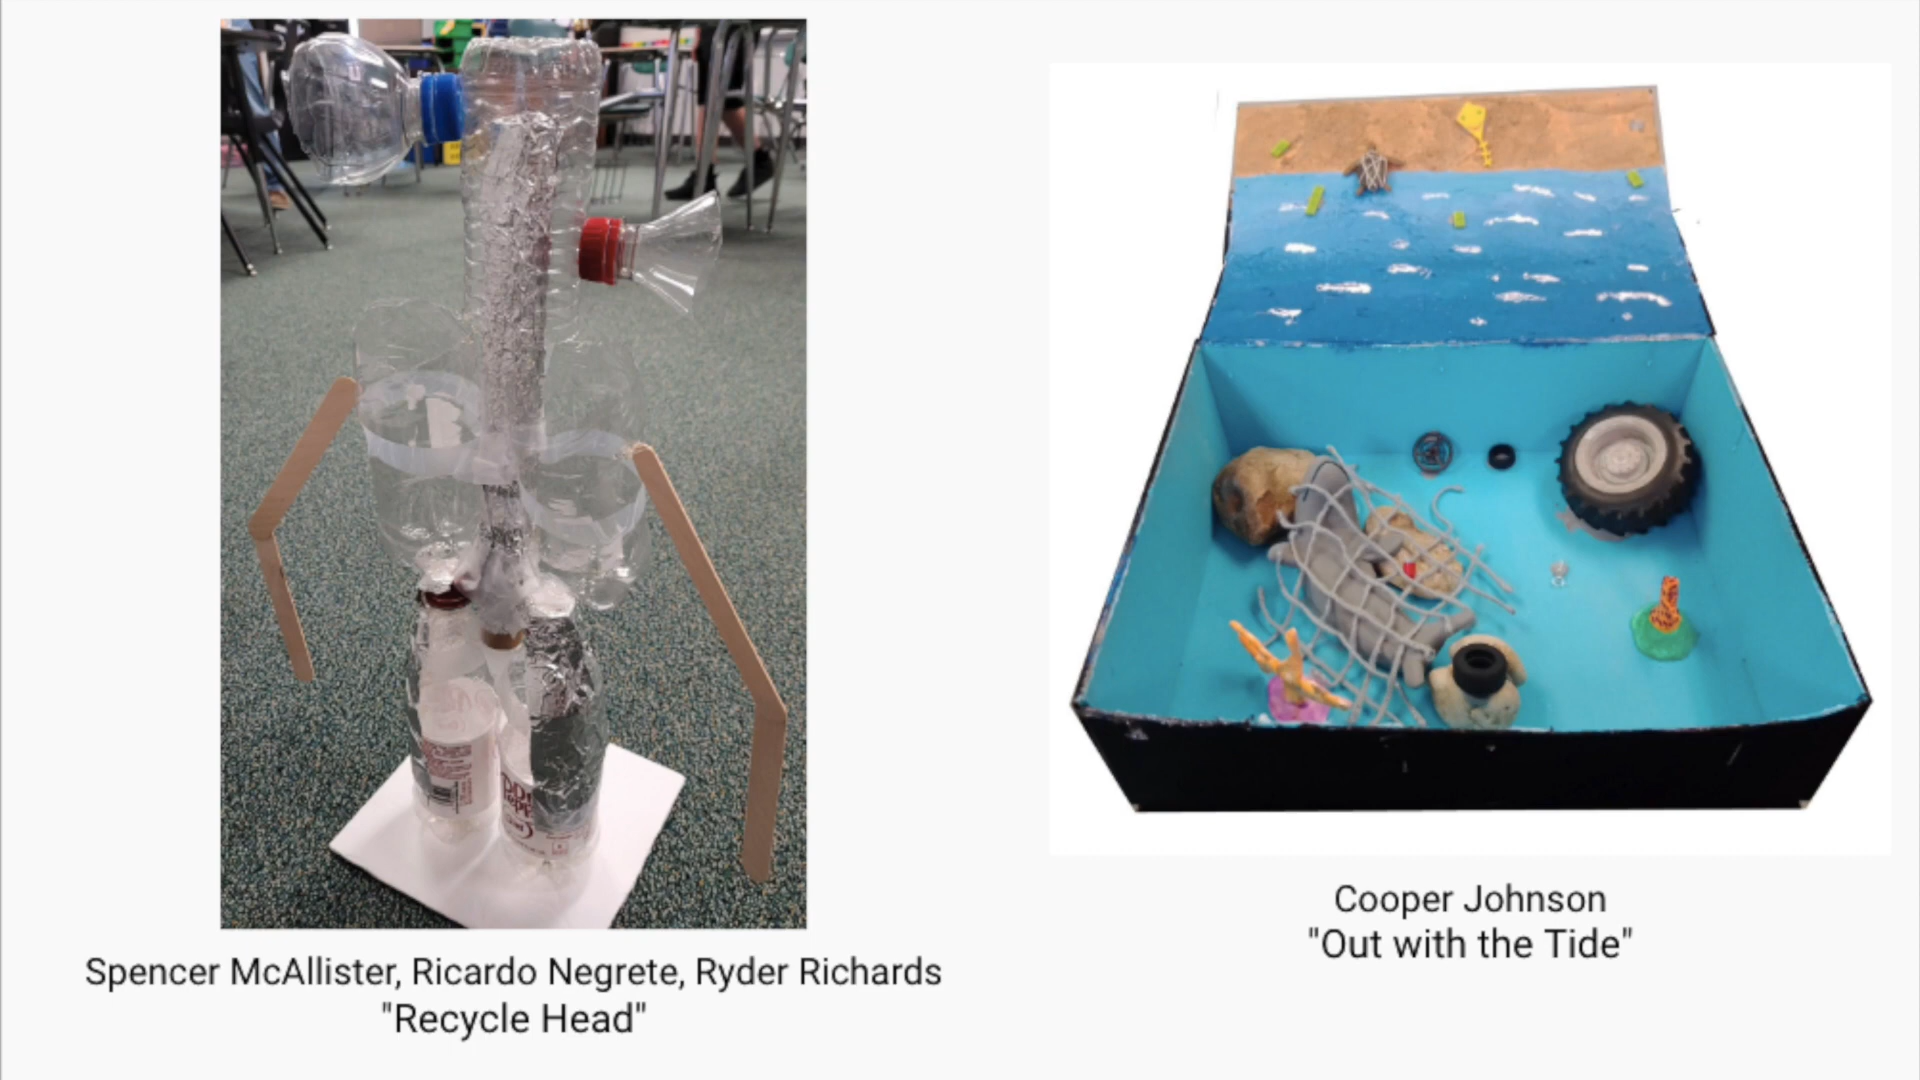 Spencer McAllister, Ricardo Negrete, Ryder Richards
"Recycle Head"
Cooper Johnson
"Out with the Tide"